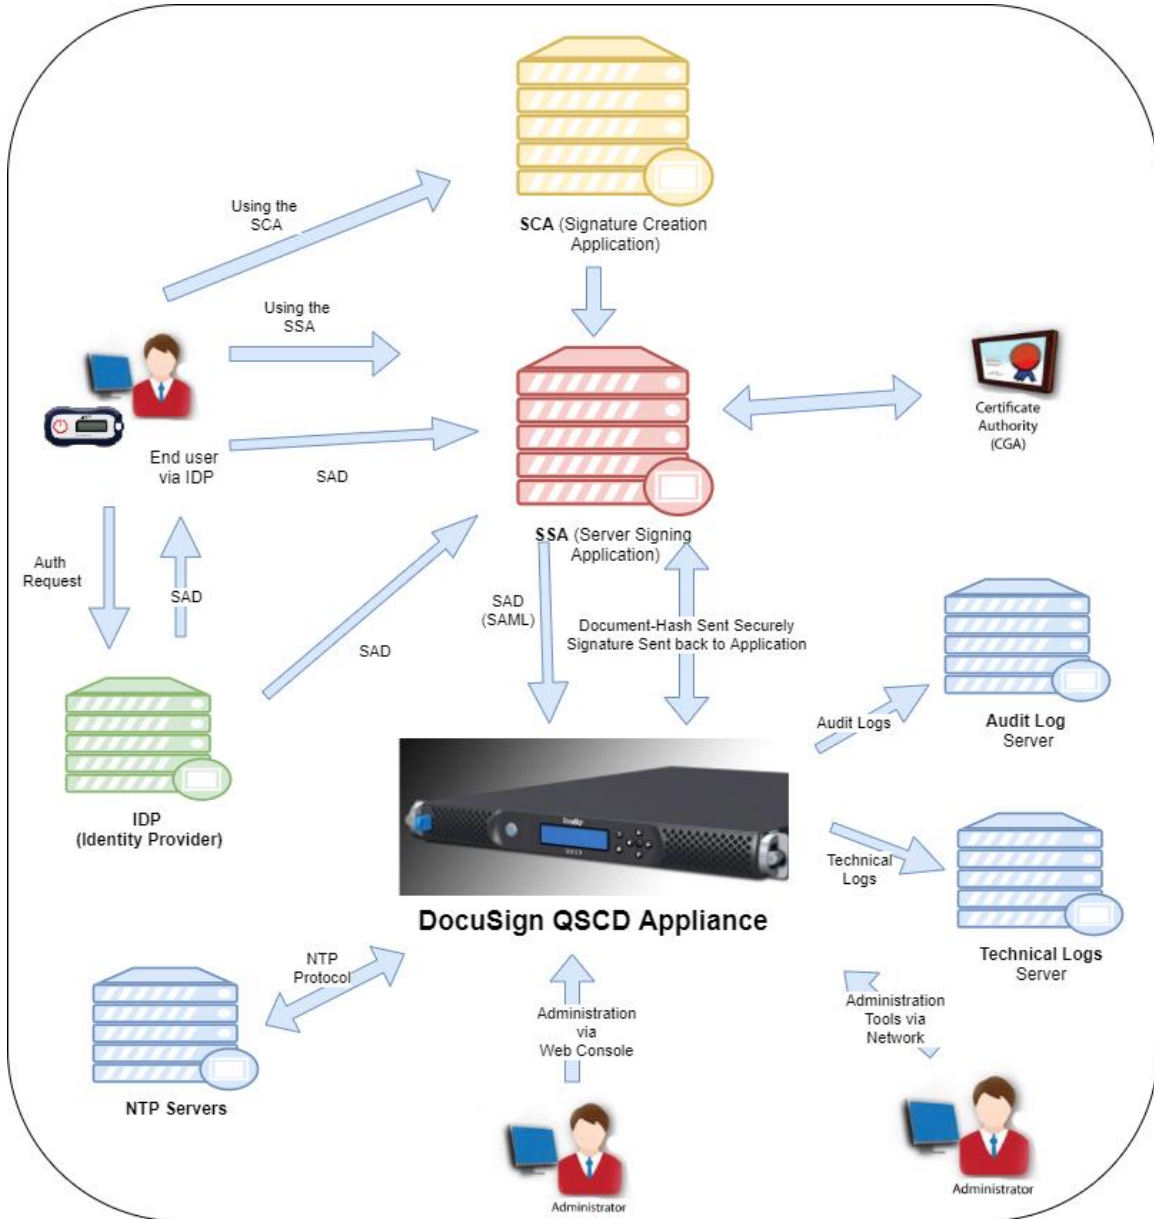 Using the
SCA
SCA (Signature Creation
Application)
Using the
SSA
End user
via IDP
SAD
Certificate
Authority
(CGA)
SSA (Server Signing
Application)
Auth
Request
SAD
SAD
SAD
(SAML)
Document-Hash Sent Securely
Signature Sent back to Application
IDP
(Identity Provider)
Audit Logs
Audit Log
Server
Technical
Logs
Technical Logs
Server
DocuSign QSCD Appliance
NTP
Protocol
NTP Servers
Administration
via
Web Console
Administration
Tools via
Network
Administrator
Administrator